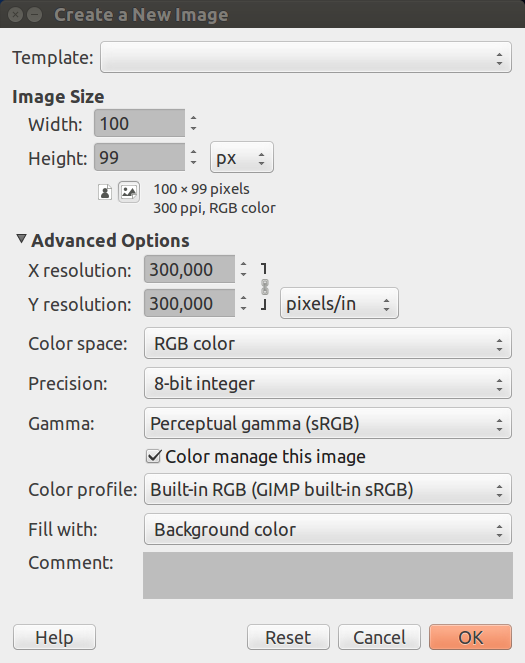 Create a New Image
Template:
Image Size
Width: 100
Height: 99 px
100 × 99 pixels
300 ppi, RGB color
Advanced Options
X resolution: 300,000
Y resolution: 300,000 pixels/in
Color space: RGB color
Precision: 8-bit integer
Gamma: Perceptual gamma (sRGB)
Color manage this image
Color profile: Built-in RGB (GIMP built-in sRGB)
Fill with: Background color
Comment:
Help Reset Cancel OK